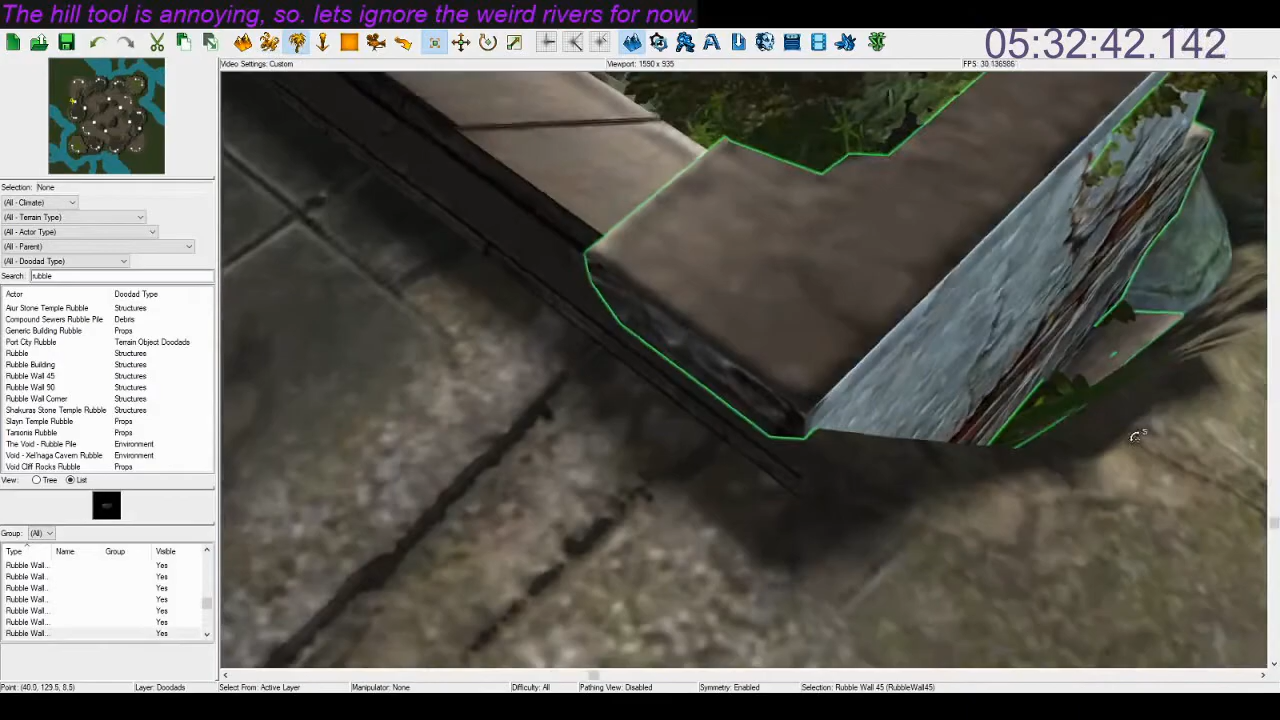 The hill tool is annoying, so. lets ignore the weird rivers for now.
05:32:42.142
Video Settings: Custom
Viewport: 1590 x 935
FPS: 30.136986
Selection: None
(All - Climate)
(All - Terrain Type)
(All - Actor Type)
(All - Parent)
(All - Doodad Type)
Search: rubble
Actor Doodad Type
Aiur Stone Temple Rubble Structures
Compound Sewers Rubble Pile Debris
Generic Building Rubble Props
Port City Rubble Terrain Object Doodads
Rubble Structures
Rubble Building Structures
Rubble Wall 45 Structures
Rubble Wall 90 Structures
Rubble Wall Corner Structures
Shakuras Stone Temple Rubble Structures
Slayn Temple Rubble Props
Tarsonis Rubble Props
The Void - Rubble Pile Environment
Void - Xel'naga Cavern Rubble Environment
Void Cliff Rocks Rubble Props
View: Tree List
Group: (All)
Type Name Group Visible
Rubble Wall... Yes
Rubble Wall... Yes
Rubble Wall... Yes
Rubble Wall... Yes
Rubble Wall... Yes
Rubble Wall... Yes
Rubble Wall... Yes
Point: (40.0, 129.5, 8.5)
Layer: Doodads
Select From: Active Layer
Manipulator: None
Difficulty: All
Pathing View: Disabled
Symmetry: Enabled
Selection: Rubble Wall 45 (RubbleWall45)